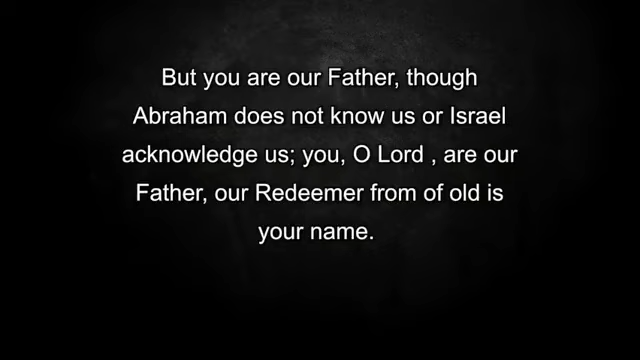 But you are our Father, though
Abraham does not know us or Israel
acknowledge us; you, O Lord , are our
Father, our Redeemer from of old is
your name.